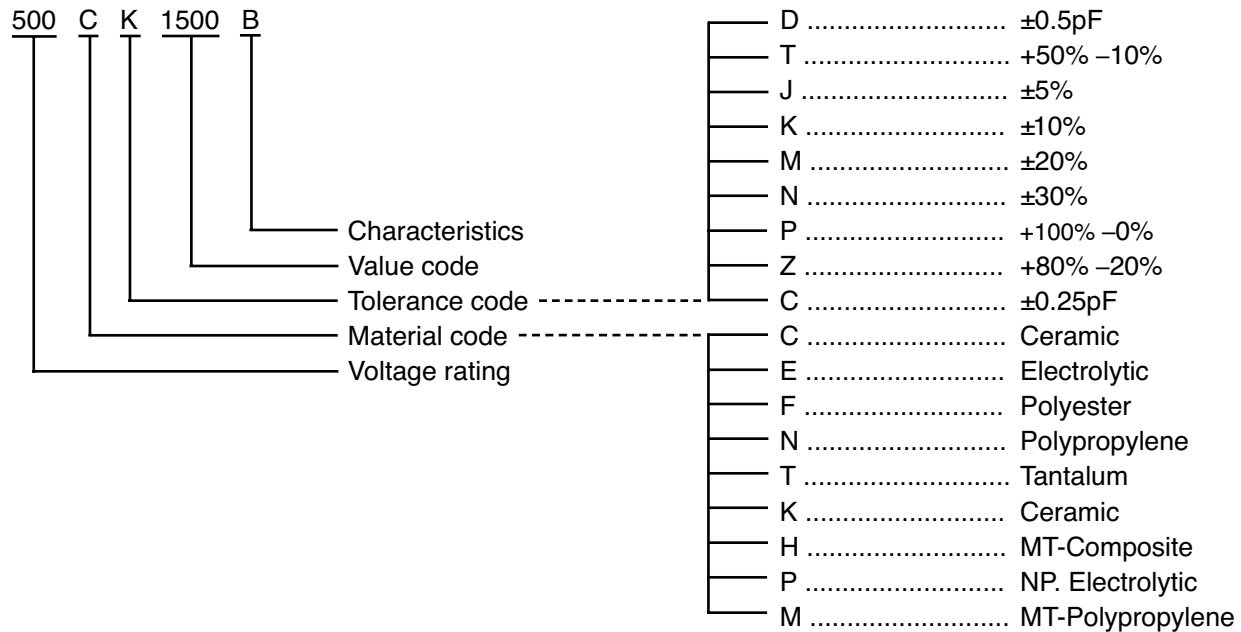 500 C K 1500 B
Characteristics
Value code
Tolerance code
Material code
Voltage rating
D ........................... ±0.5pF
T ............................ +50% –10%
J ............................ ±5%
K ........................... ±10%
M ........................... ±20%
N ........................... ±30%
P ........................... +100% –0%
Z ........................... +80% –20%
C ........................... ±0.25pF
C ........................... Ceramic
E ........................... Electrolytic
F ........................... Polyester
N ........................... Polypropylene
T ............................ Tantalum
K ........................... Ceramic
H ........................... MT-Composite
P ........................... NP. Electrolytic
M ........................... MT-Polypropylene